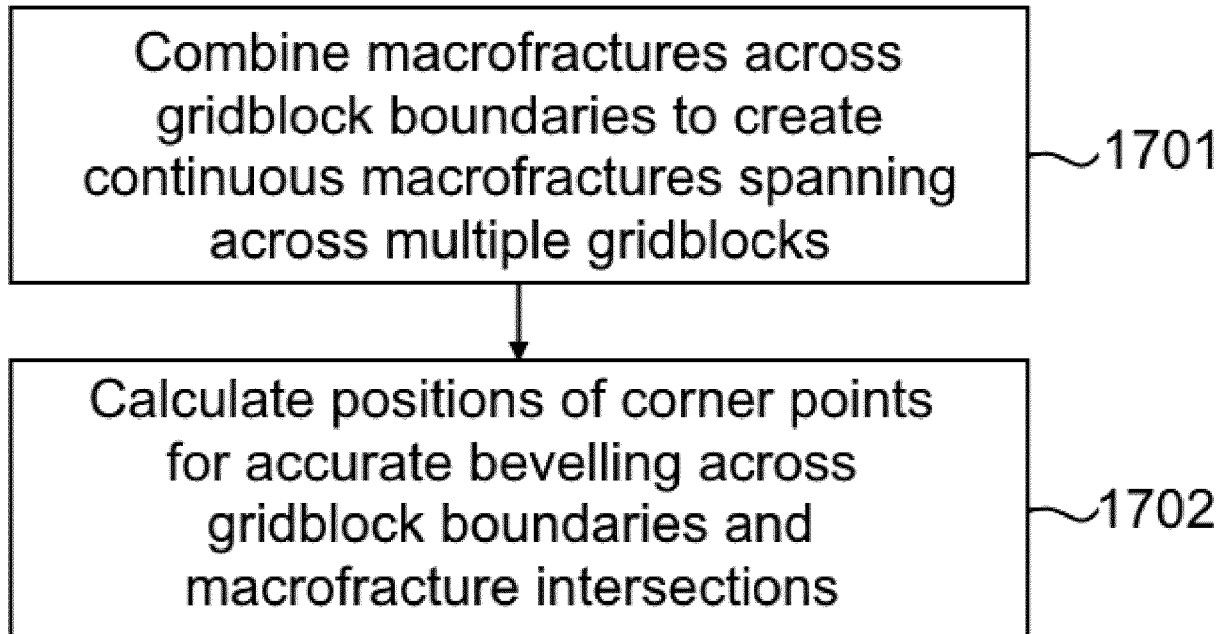 Combine macrofractures across
gridblock boundaries to create
continuous macrofractures spanning
across multiple gridblocks
1701
Calculate positions of corner points
for accurate bevelling across
gridblock boundaries and
macrofracture intersections
1702